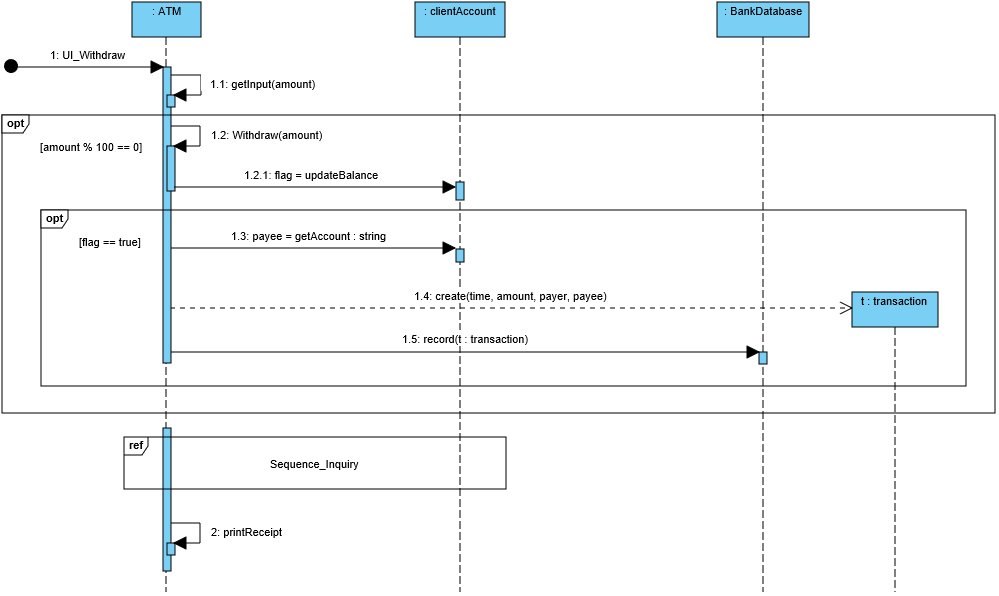 : ATM
: clientAccount
: BankDatabase
1: UI_Withdraw
1.1: getInput(amount)
opt
1.2: Withdraw(amount)
[amount % 100 == 0]
1.2.1: flag = updateBalance
opt
[flag == true]
1.3: payee = getAccount : string
1.4: create(time, amount, payer, payee)
t : transaction
1.5: record(t : transaction)
ref
Sequence_Inquiry
2: printReceipt